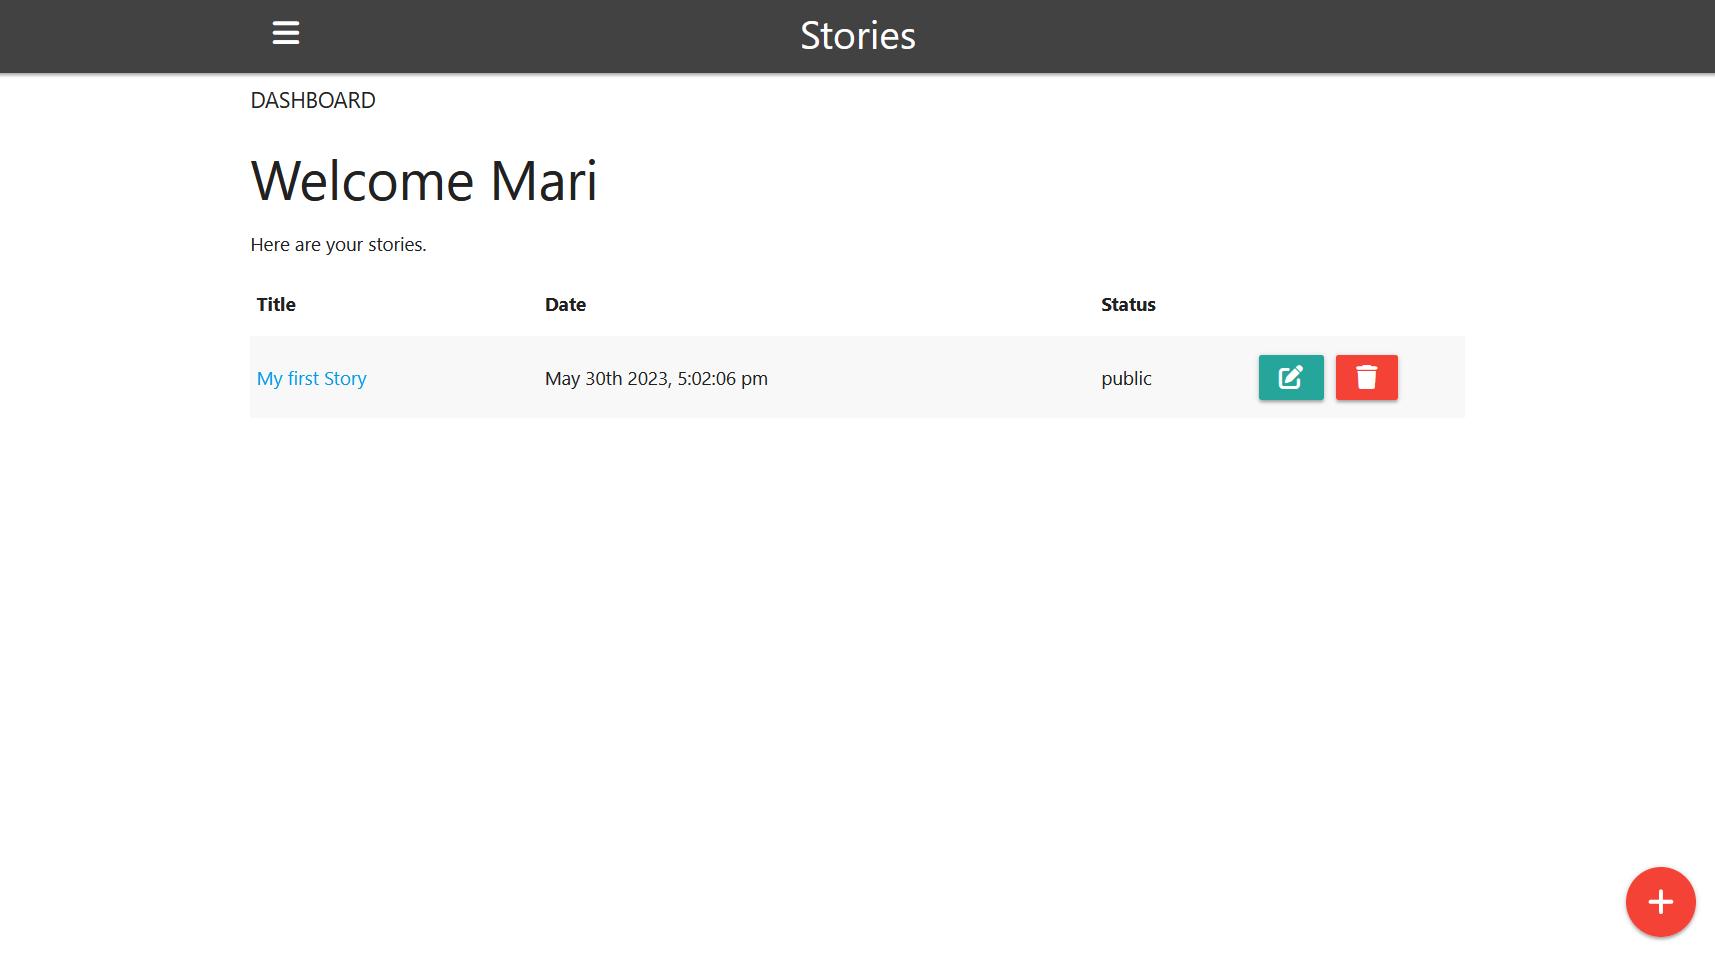 Stories
DASHBOARD
Welcome Mari
Here are your stories.
Title Date Status
My first Story May 30th 2023, 5:02:06 pm public